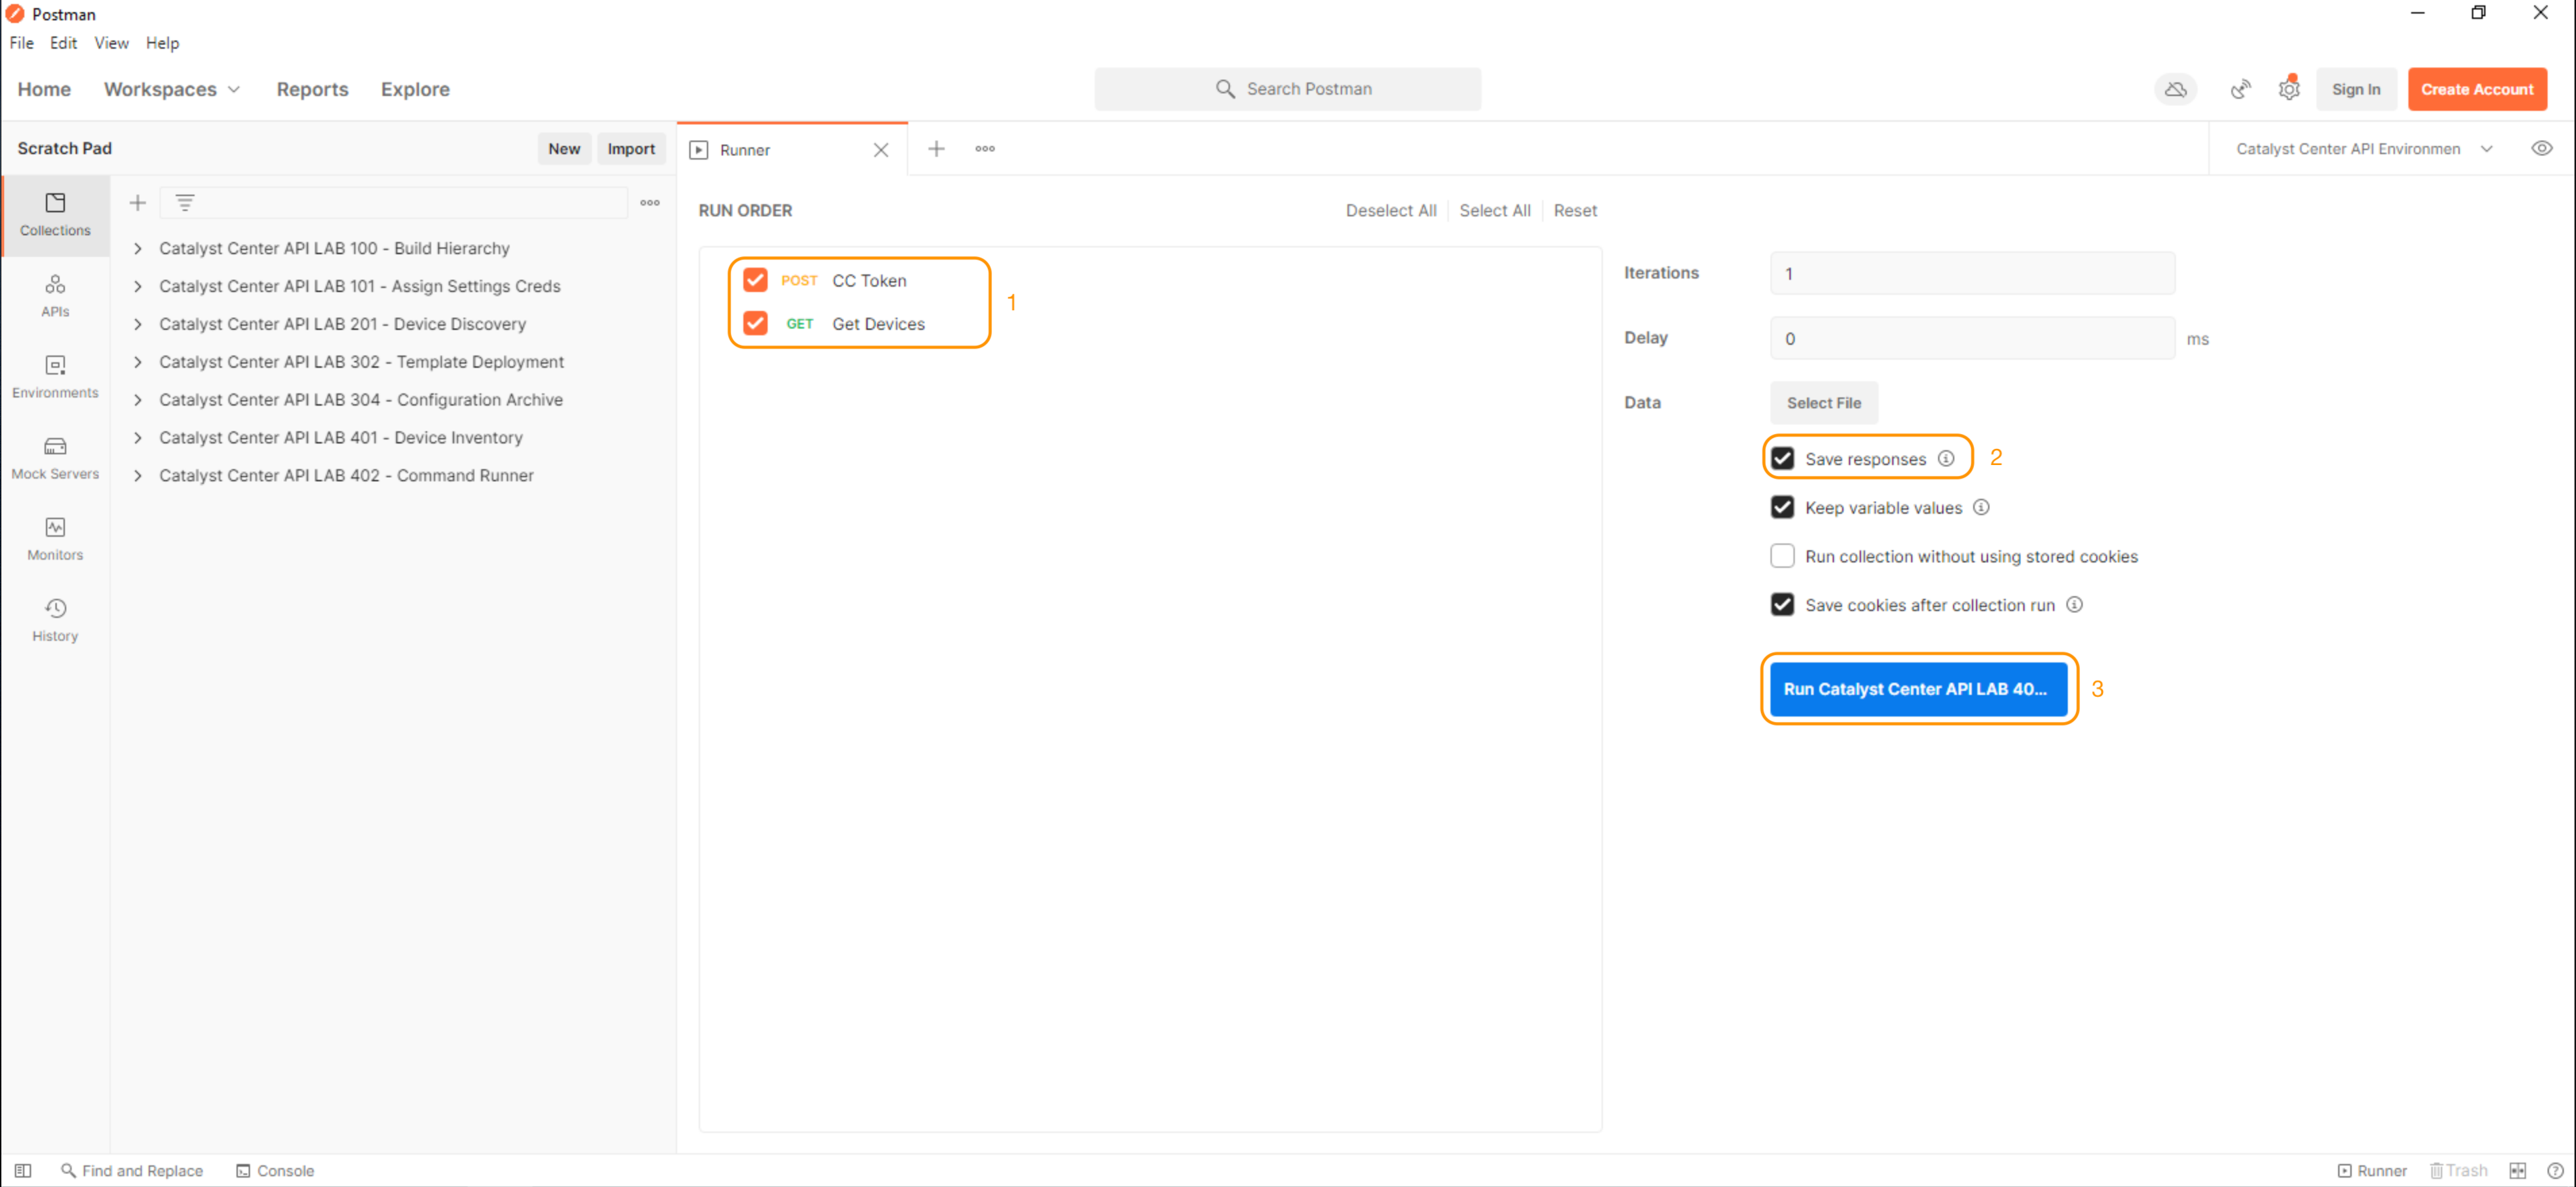 Postman
File Edit View Help
Home Workspaces Reports Explore
Search Postman
Sign In
Create Account
Scratch Pad
New
Import
Runner
Catalyst Center API Environmen
Collections
APIs
Environments
Mock Servers
Monitors
History
Catalyst Center API LAB 100 - Build Hierarchy
Catalyst Center API LAB 101 - Assign Settings Creds
Catalyst Center API LAB 201 - Device Discovery
Catalyst Center API LAB 302 - Template Deployment
Catalyst Center API LAB 304 - Configuration Archive
Catalyst Center API LAB 401 - Device Inventory
Catalyst Center API LAB 402 - Command Runner
RUN ORDER
Deselect All Select All Reset
POST CC Token
GET Get Devices
1
Iterations 1
Delay 0 ms
Data Select File
Save responses 2
Keep variable values
Run collection without using stored cookies
Save cookies after collection run
Run Catalyst Center API LAB 40... 3
Find and Replace Console
Runner Trash